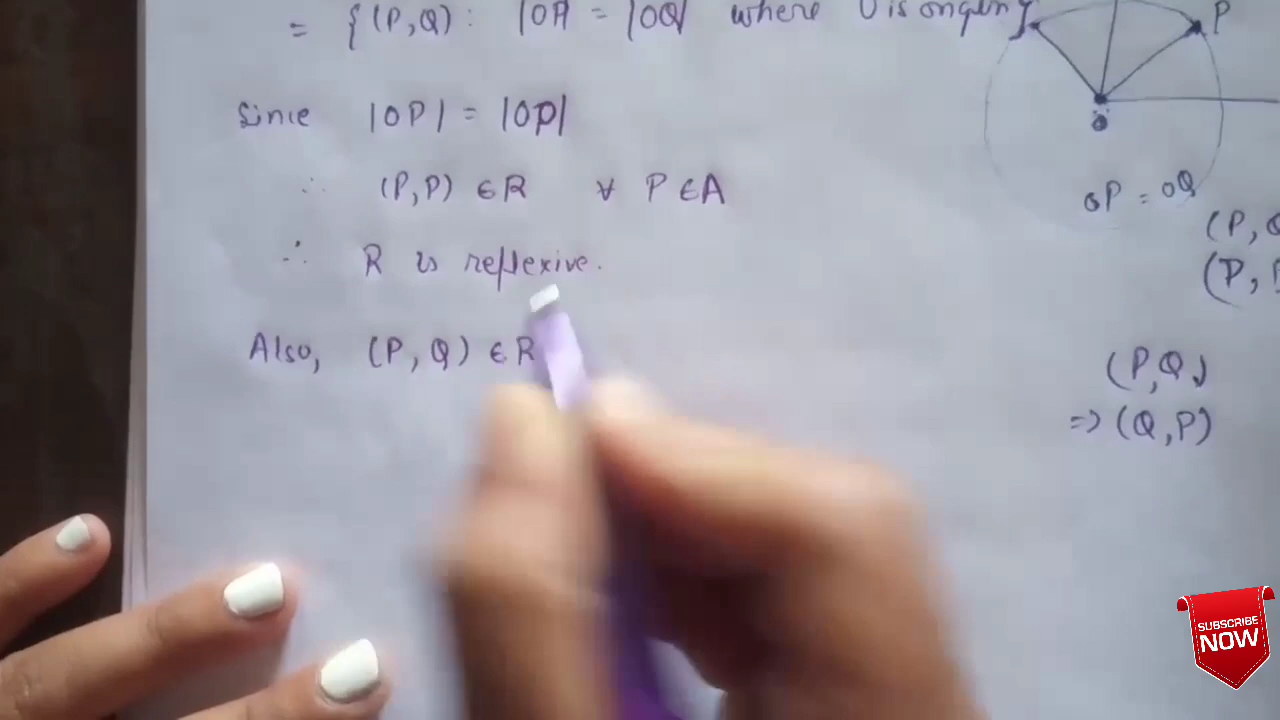 = {(P,Q): |OP| = |OQ| where O is origin}
P
Since |OP| = |OP|
O
∴ (P,P) ∈R ∀ P∈A
OP = OQ
(P, Q
∴ R is reflexive.
(P, P
Also, (P, Q) ∈R
(P,Q)
=> (Q,P)
SUBSCRIBE
NOW